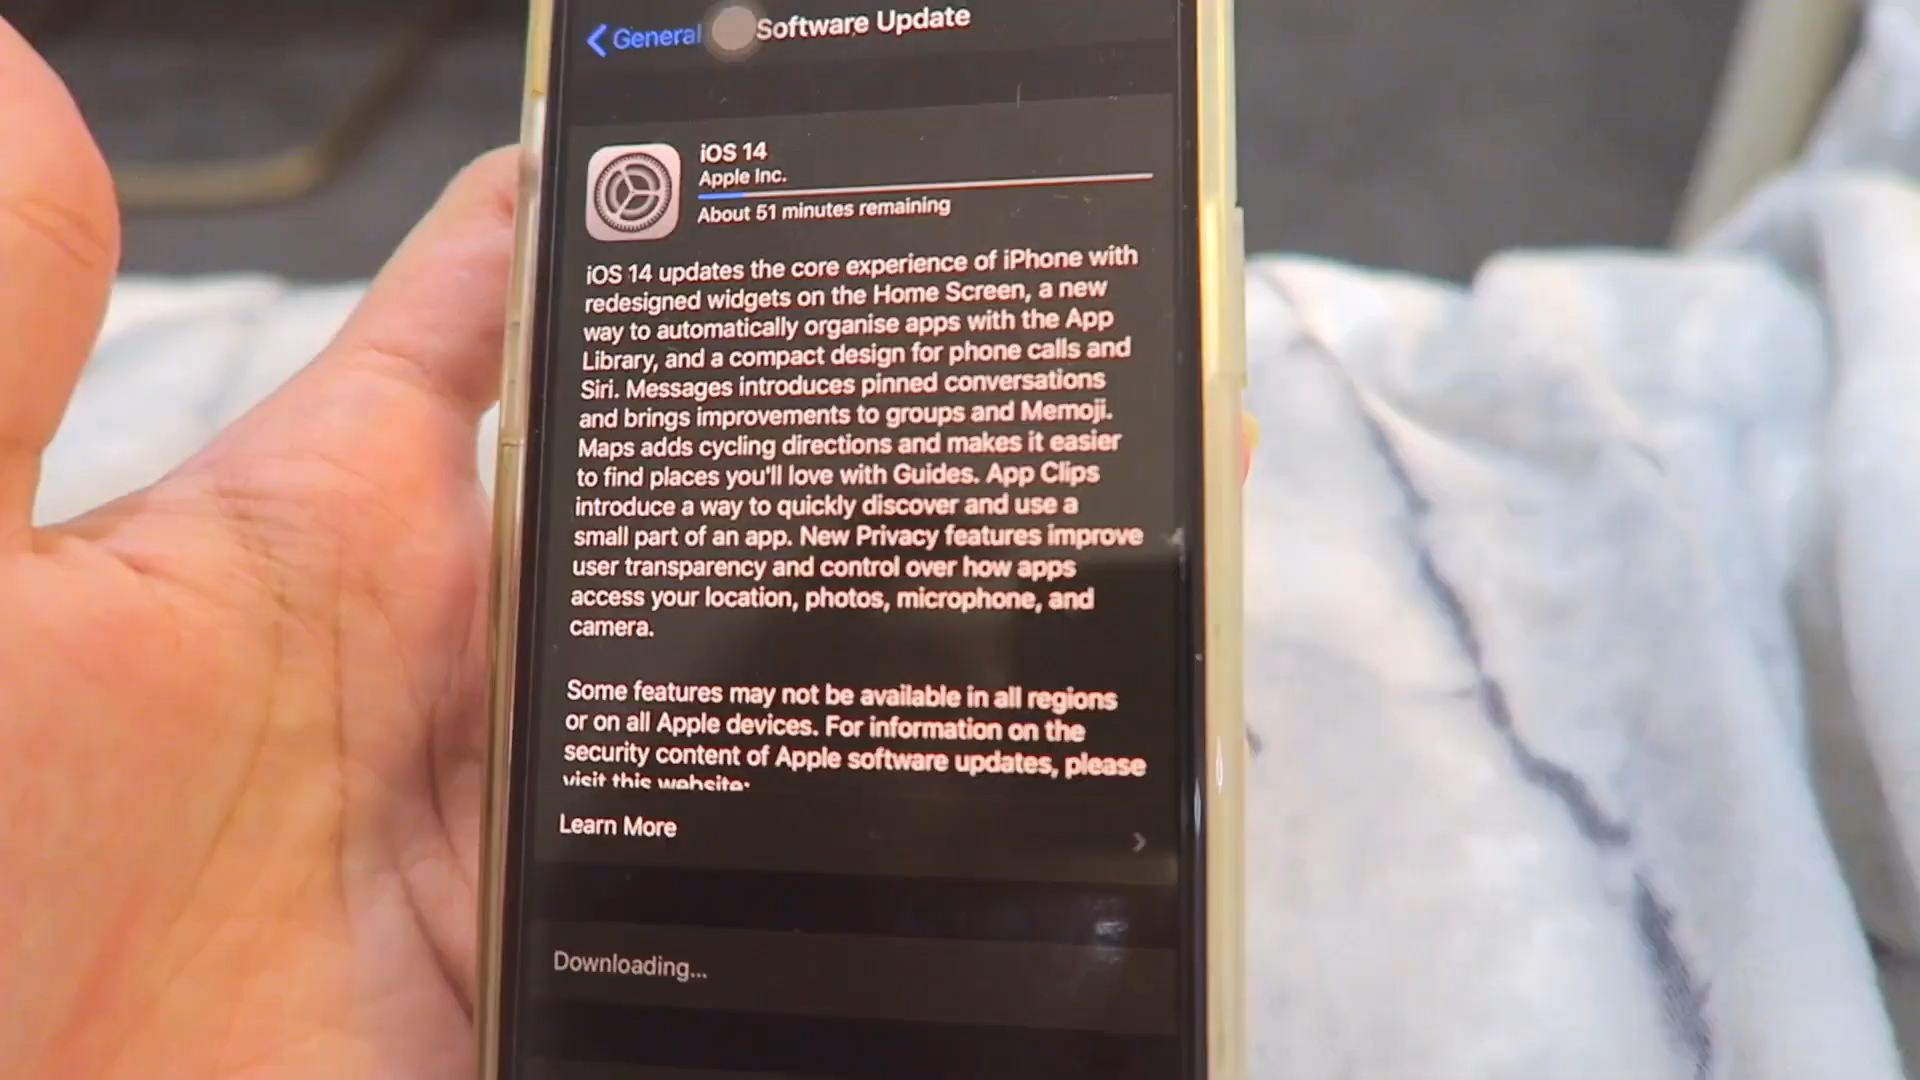 General
Software Update
iOS 14
Apple Inc.
About 51 minutes remaining
iOS 14 updates the core experience of iPhone with
redesigned widgets on the Home Screen, a new
way to automatically organise apps with the App
Library, and a compact design for phone calls and
Siri. Messages introduces pinned conversations
and brings improvements to groups and Memoji.
Maps adds cycling directions and makes it easier
to find places you'll love with Guides. App Clips
introduce a way to quickly discover and use a
small part of an app. New Privacy features improve
user transparency and control over how apps
access your location, photos, microphone, and
camera.
Some features may not be available in all regions
or on all Apple devices. For information on the
security content of Apple software updates, please
visit this website:
Learn More
Downloading...